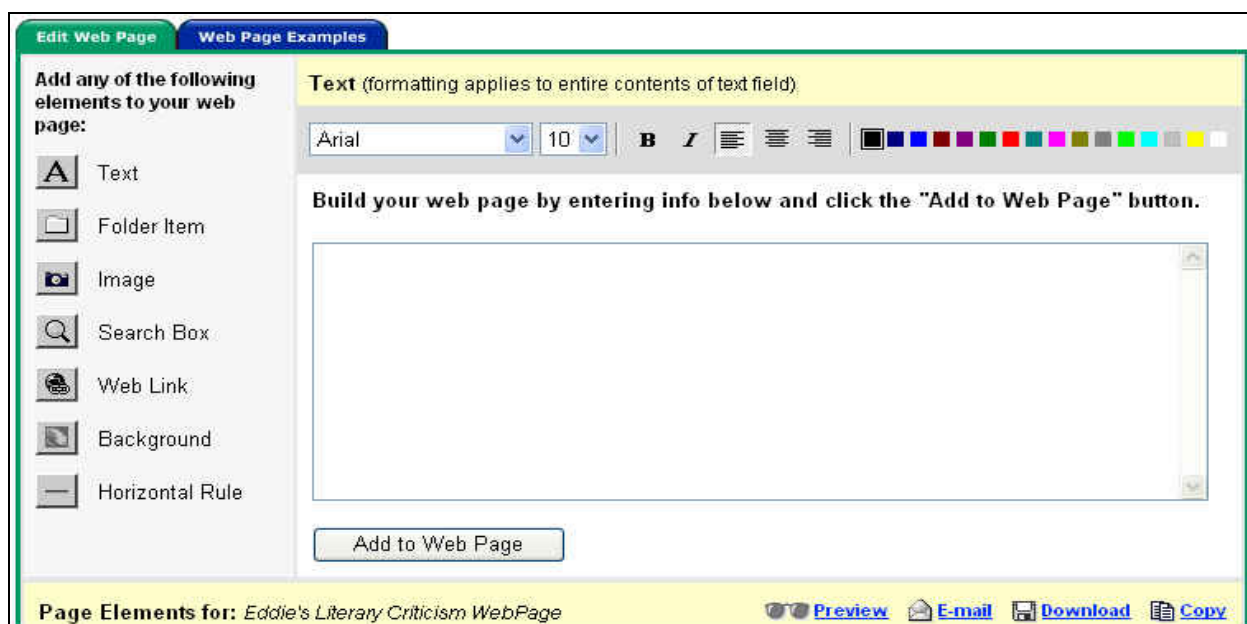 Edit Web Page Web Page Examples
Add any of the following
elements to your web
page:
A Text
Folder Item
Image
Search Box
Web Link
Background
Horizontal Rule
Text (formatting applies to entire contents of text field)
Arial 10 B I
Build your web page by entering info below and click the "Add to Web Page" button.
Add to Web Page
Page Elements for: Eddie's Literary Criticism WebPage Preview E-mail Download Copy